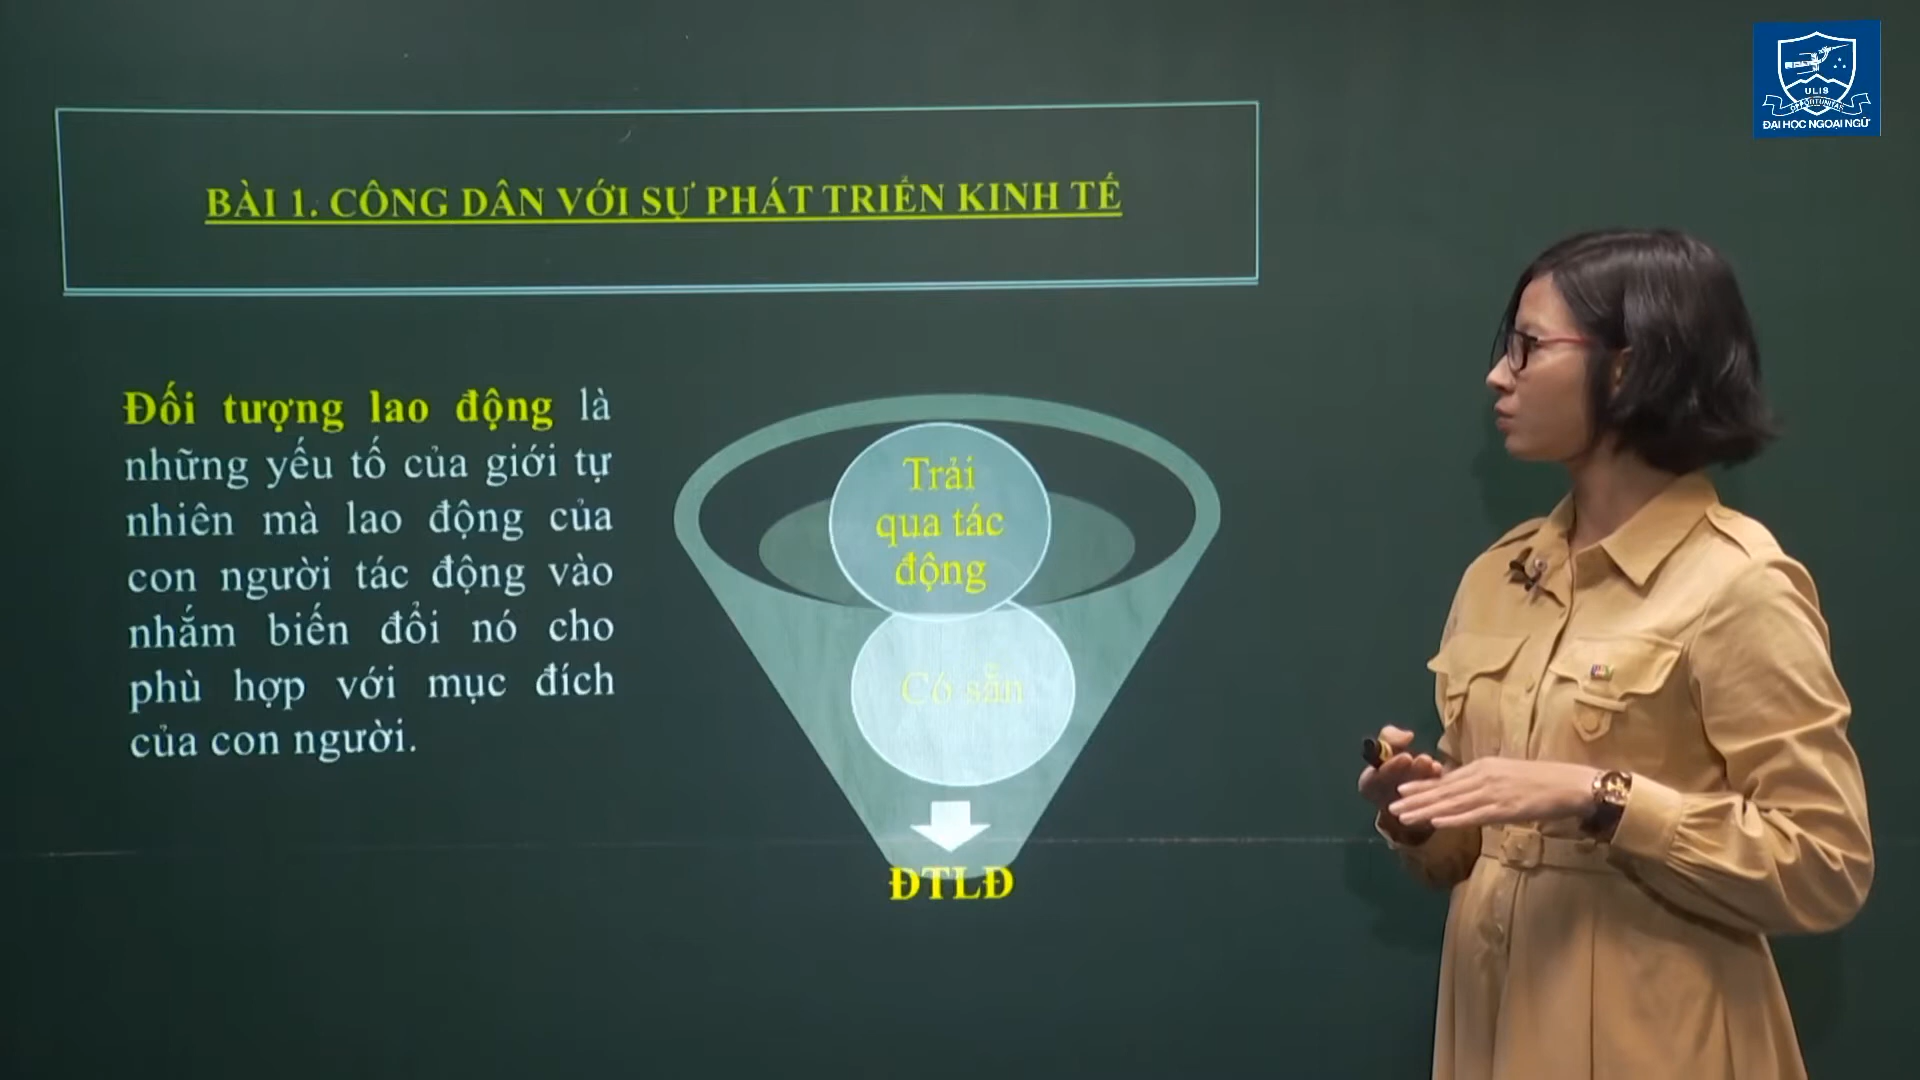 ULIS
OPPORTUNITAS
ĐẠI HỌC NGOẠI NGỮ
BÀI 1. CÔNG DÂN VỚI SỰ PHÁT TRIỂN KINH TẾ
Đối tượng lao động là
những yếu tố của giới tự
nhiên mà lao động của
con người tác động vào
nhắm biến đổi nó cho
phù hợp với mục đích
của con người.
Trải
qua tác
động
Có sẵn
ĐTLĐ